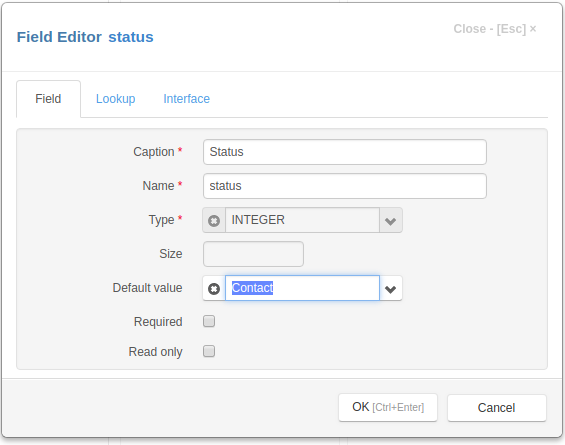 Field Editor status
Close - [Esc] ×
Field Lookup Interface
Caption * Status
Name * status
Type * INTEGER
Size
Default value Contact
Required
Read only
OK [Ctrl+Enter] Cancel